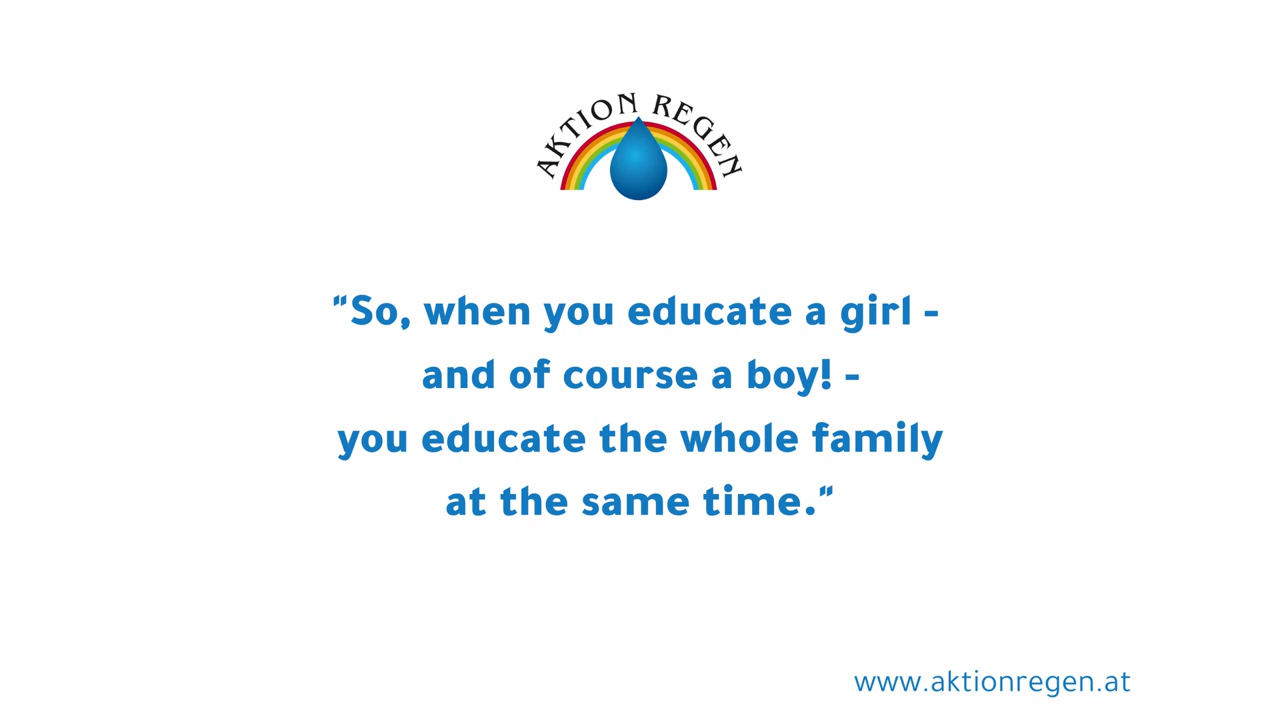 AKTION REGEN
"So, when you educate a girl -
and of course a boy! -
you educate the whole family
at the same time."
www.aktionregen.at